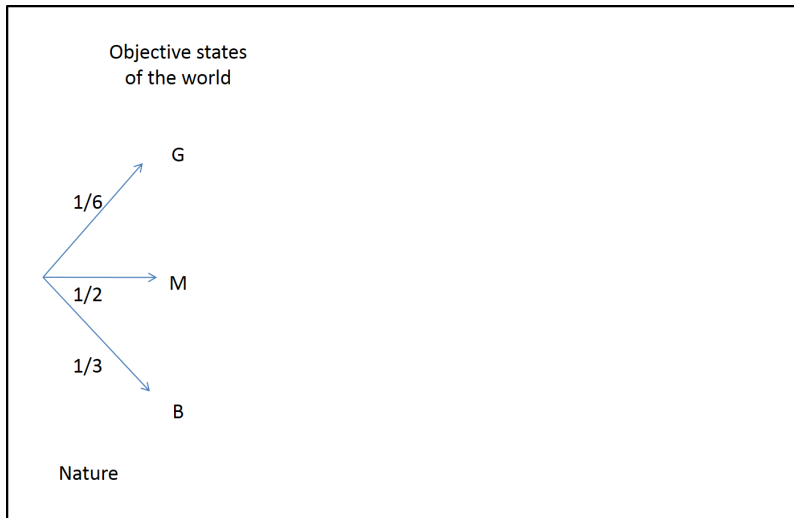 Objective states
of the world
G
1/6
M
1/2
1/3
B
Nature